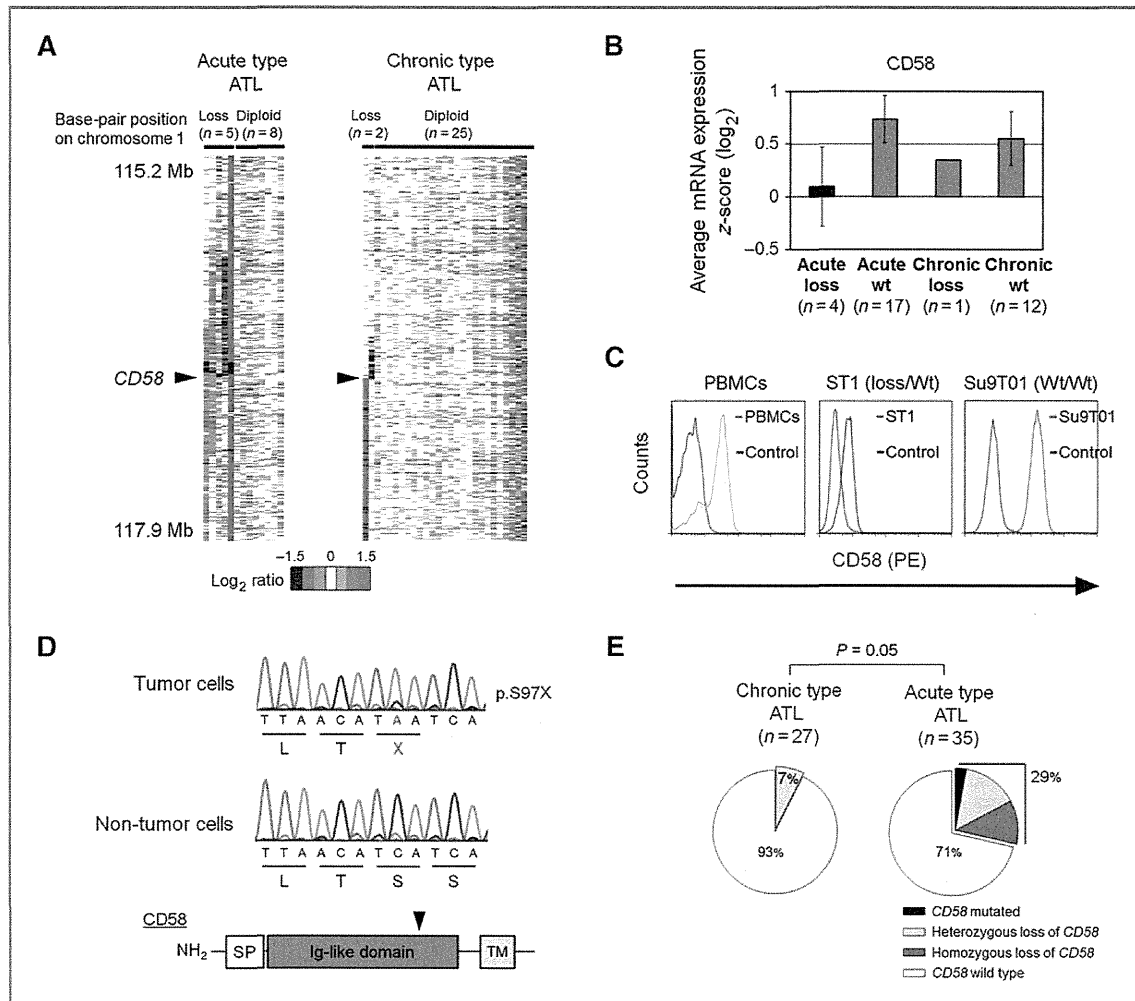 A
Acute type
ATL
Chronic type
ATL
Base-pair position
on chromosome 1
Loss Diploid
(n = 5) (n = 8)
Loss Diploid
(n = 2) (n = 25)
115.2 Mb
CD58
117.9 Mb
–1.5 0 1.5
Log2 ratio
B
CD58
Average mRNA expression
z-score (log2)
1
0.5
0
–0.5
Acute loss (n = 4)
Acute wt (n = 17)
Chronic loss (n = 1)
Chronic wt (n = 12)
C
PBMCs
ST1 (loss/Wt)
Su9T01 (Wt/Wt)
PBMCs
Control
ST1
Control
Su9T01
Control
Counts
CD58 (PE)
D
Tumor cells
p.S97X
T T A A C A T A A T C A
L T X
Non-tumor cells
T T A A C A T C A T C A
L T S S
CD58
NH2
SP
Ig-like domain
TM
E
P = 0.05
Chronic type
ATL
(n = 27)
Acute type
ATL
(n = 35)
7%
93%
29%
71%
CD58 mutated
Heterozygous loss of CD58
Homozygous loss of CD58
CD58 wild type